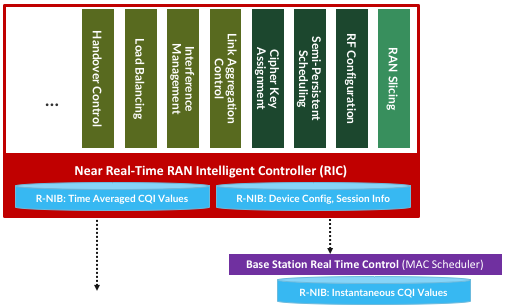 ...
Handover Control
Load Balancing
Interference
Management
Link Aggregation
Control
Cipher Key
Assignment
Semi-Persistent
Scheduling
RF Configuration
RAN Slicing
Near Real-Time RAN Intelligent Controller (RIC)
R-NIB: Time Averaged CQI Values
R-NIB: Device Config, Session Info
Base Station Real Time Control (MAC Scheduler)
R-NIB: Instantaneous CQI Values